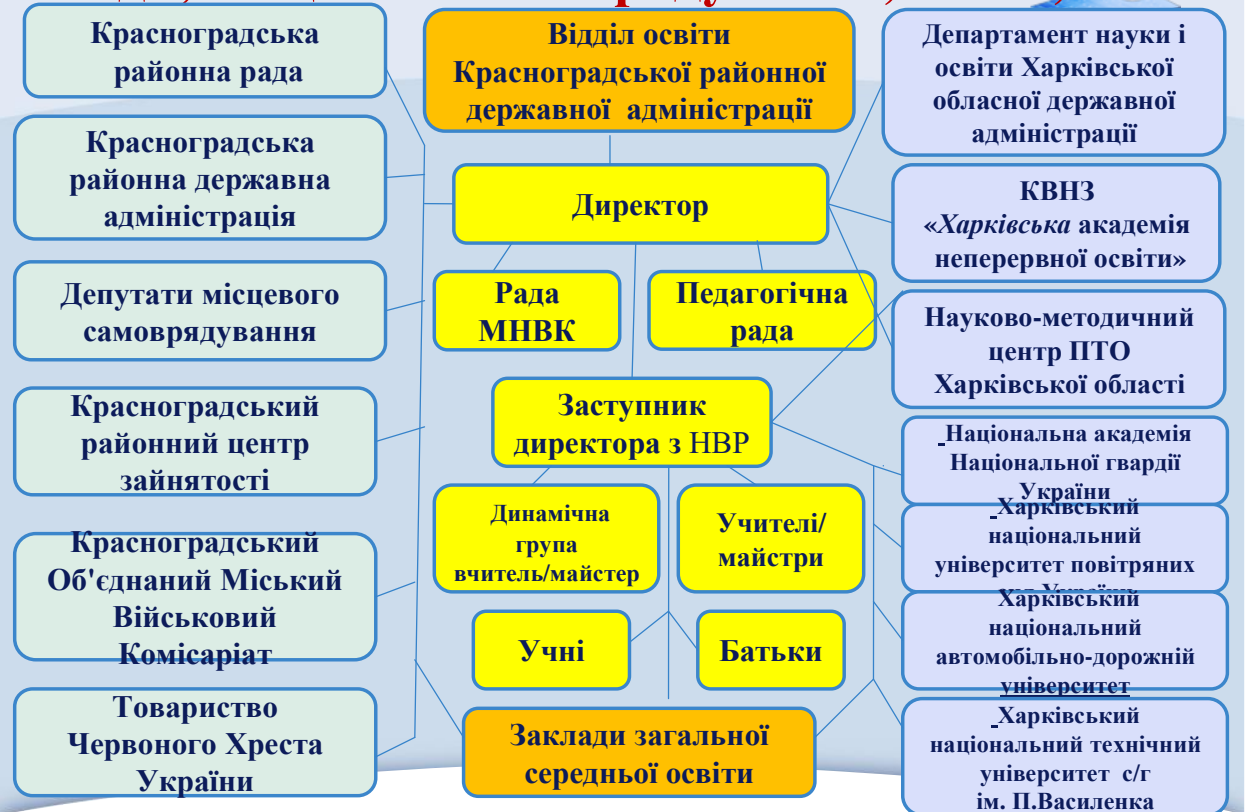 Красноградська
районна рада
Красноградська
районна державна
адміністрація
Депутати місцевого
самоврядування
Красноградський
районний центр
зайнятості
Красноградський
Об'єднаний Міський
Військовий
Комісаріат
Товариство
Червоного Хреста
України
Відділ освіти
Красноградської районної
державної адміністрації
Директор
Рада
МНВК
Педагогічна
рада
Заступник
директора з НВР
Динамічна
група
вчитель/майстер
Учителі/
майстри
Учні
Батьки
Заклади загальної
середньої освіти
Департамент науки і
освіти Харківської
обласної державної
адміністрації
КВНЗ
«Харківська академія
неперервної освіти»
Науково-методичний
центр ПТО
Харківської області
Національна академія
Національної гвардії
України
Харківський
національний
університет повітряних
Харківський
національний
автомобільно-дорожній
університет
Харківський
національний технічний
університет с/г
ім. П.Василенка